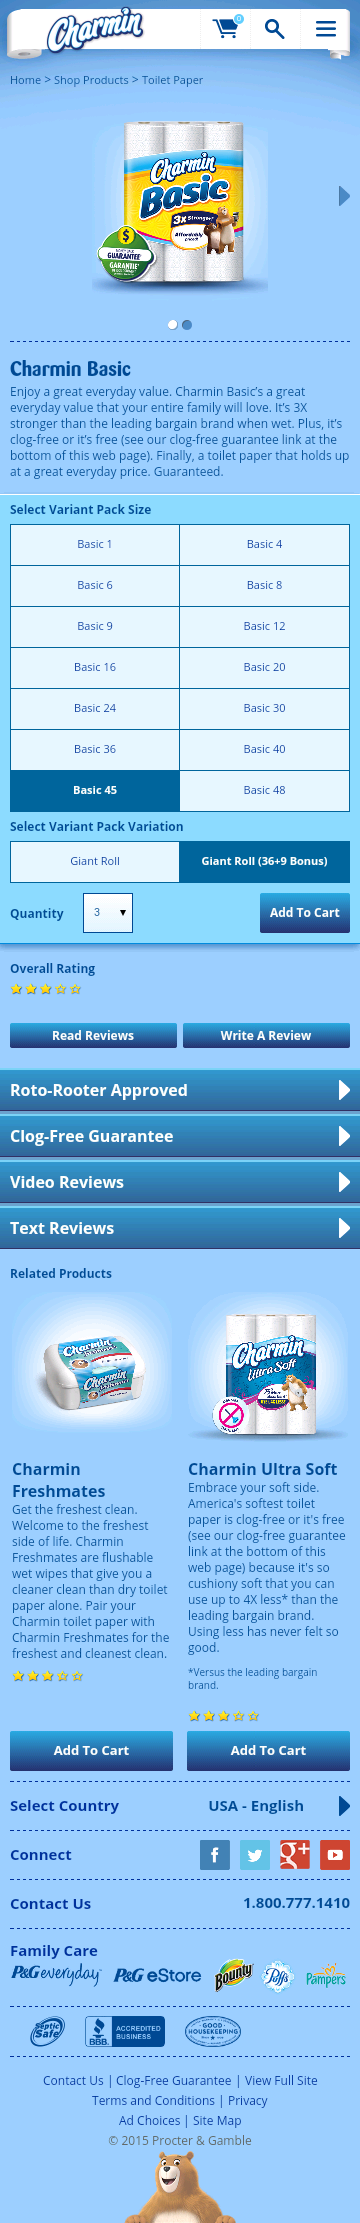 Charmin
0
Home > Shop Products > Toilet Paper
Charmin
Basic
3x Stronger*
Affordably priced!
$
GUARANTEE
GARANTIE
Charmin Basic
Enjoy a great everyday value. Charmin Basic's a great
everyday value that your entire family will love. It's 3X
stronger than the leading bargain brand when wet. Plus, it's
clog-free or it's free (see our clog-free guarantee link at the
bottom of this web page). Finally, a toilet paper that holds up
at a great everyday price. Guaranteed.
Select Variant Pack Size
Basic 1
Basic 4
Basic 6
Basic 8
Basic 9
Basic 12
Basic 16
Basic 20
Basic 24
Basic 30
Basic 36
Basic 40
Basic 45
Basic 48
Select Variant Pack Variation
Giant Roll
Giant Roll (36+9 Bonus)
Quantity
3
Add To Cart
Overall Rating
Read Reviews
Write A Review
Roto-Rooter Approved
Clog-Free Guarantee
Video Reviews
Text Reviews
Related Products
Charmin
Charmin
Charmin
Ultra Soft
Charmin
Freshmates
Get the freshest clean.
Welcome to the freshest
side of life. Charmin
Freshmates are flushable
wet wipes that give you a
cleaner clean than dry toilet
paper alone. Pair your
Charmin toilet paper with
Charmin Freshmates for the
freshest and cleanest clean.
Charmin Ultra Soft
Embrace your soft side.
America's softest toilet
paper is clog-free or it's free
(see our clog-free guarantee
link at the bottom of this
web page) because it's so
cushiony soft that you can
use up to 4X less* than the
leading bargain brand.
Using less has never felt so
good.
*Versus the leading bargain
brand.
Add To Cart
Add To Cart
Select Country
USA - English
Connect
f
g+
Contact Us
1.800.777.1410
Family Care
P&G everyday
P&G eStore
Bounty
Puffs
Pampers
Septic Safe
BBB
ACCREDITED
BUSINESS
GOOD
HOUSEKEEPING
Contact Us | Clog-Free Guarantee | View Full Site
Terms and Conditions | Privacy
Ad Choices | Site Map
© 2015 Procter & Gamble